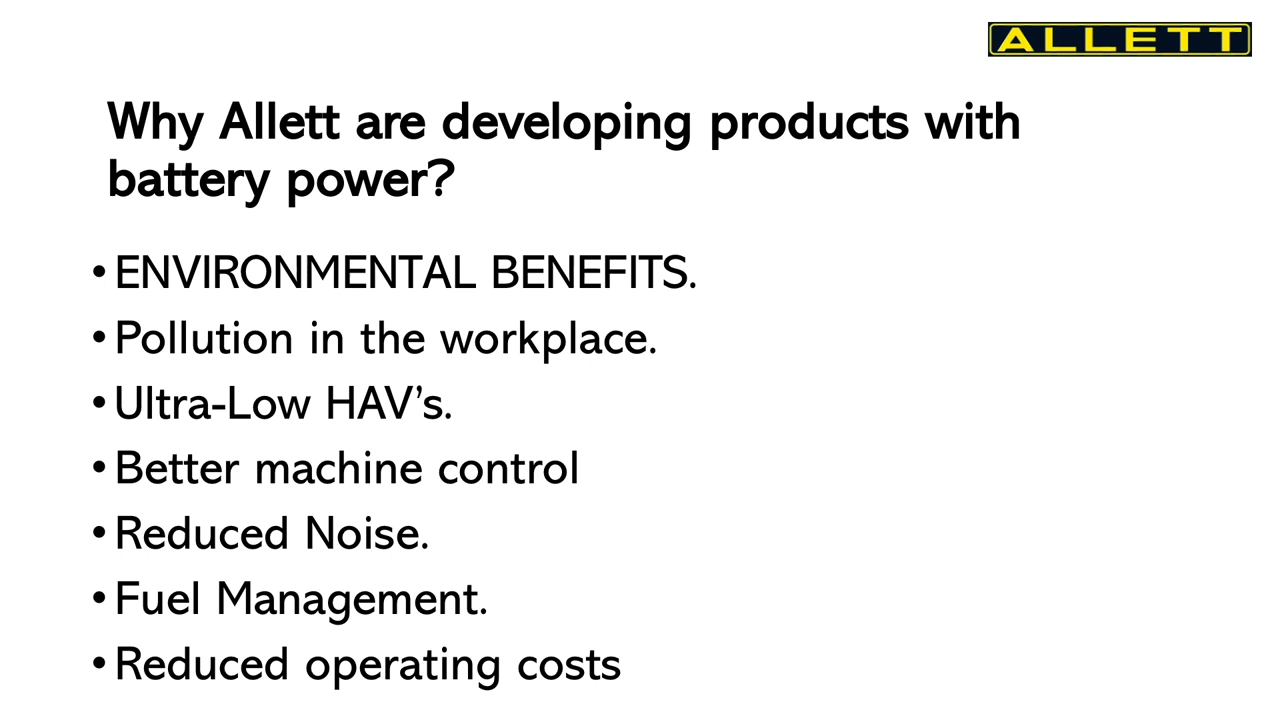 ALLETT
Why Allett are developing products with
battery power?
• ENVIRONMENTAL BENEFITS.
• Pollution in the workplace.
• Ultra-Low HAV’s.
• Better machine control
• Reduced Noise.
• Fuel Management.
• Reduced operating costs